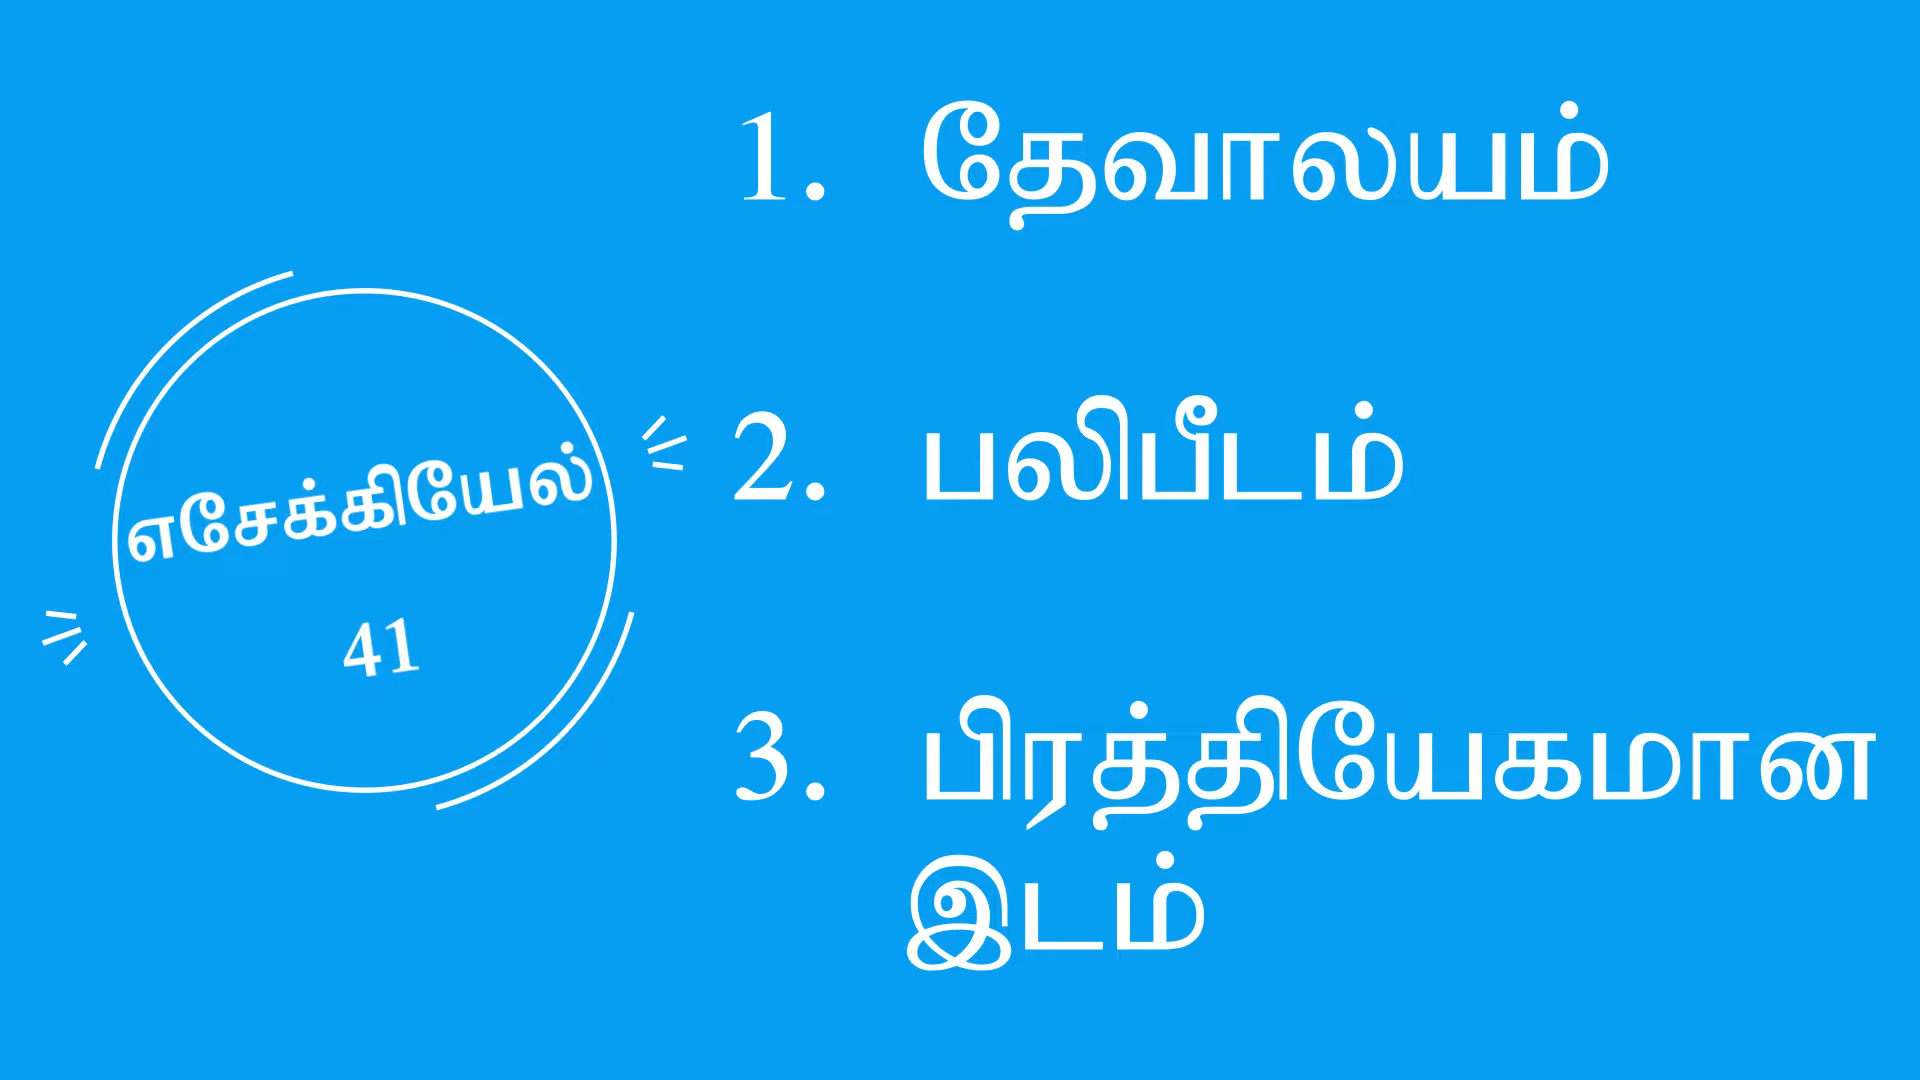 எசேக்கியேல்
41
1. தேவாலயம்
2. பலிபீடம்
3. பிரத்தியேகமான
இடம்